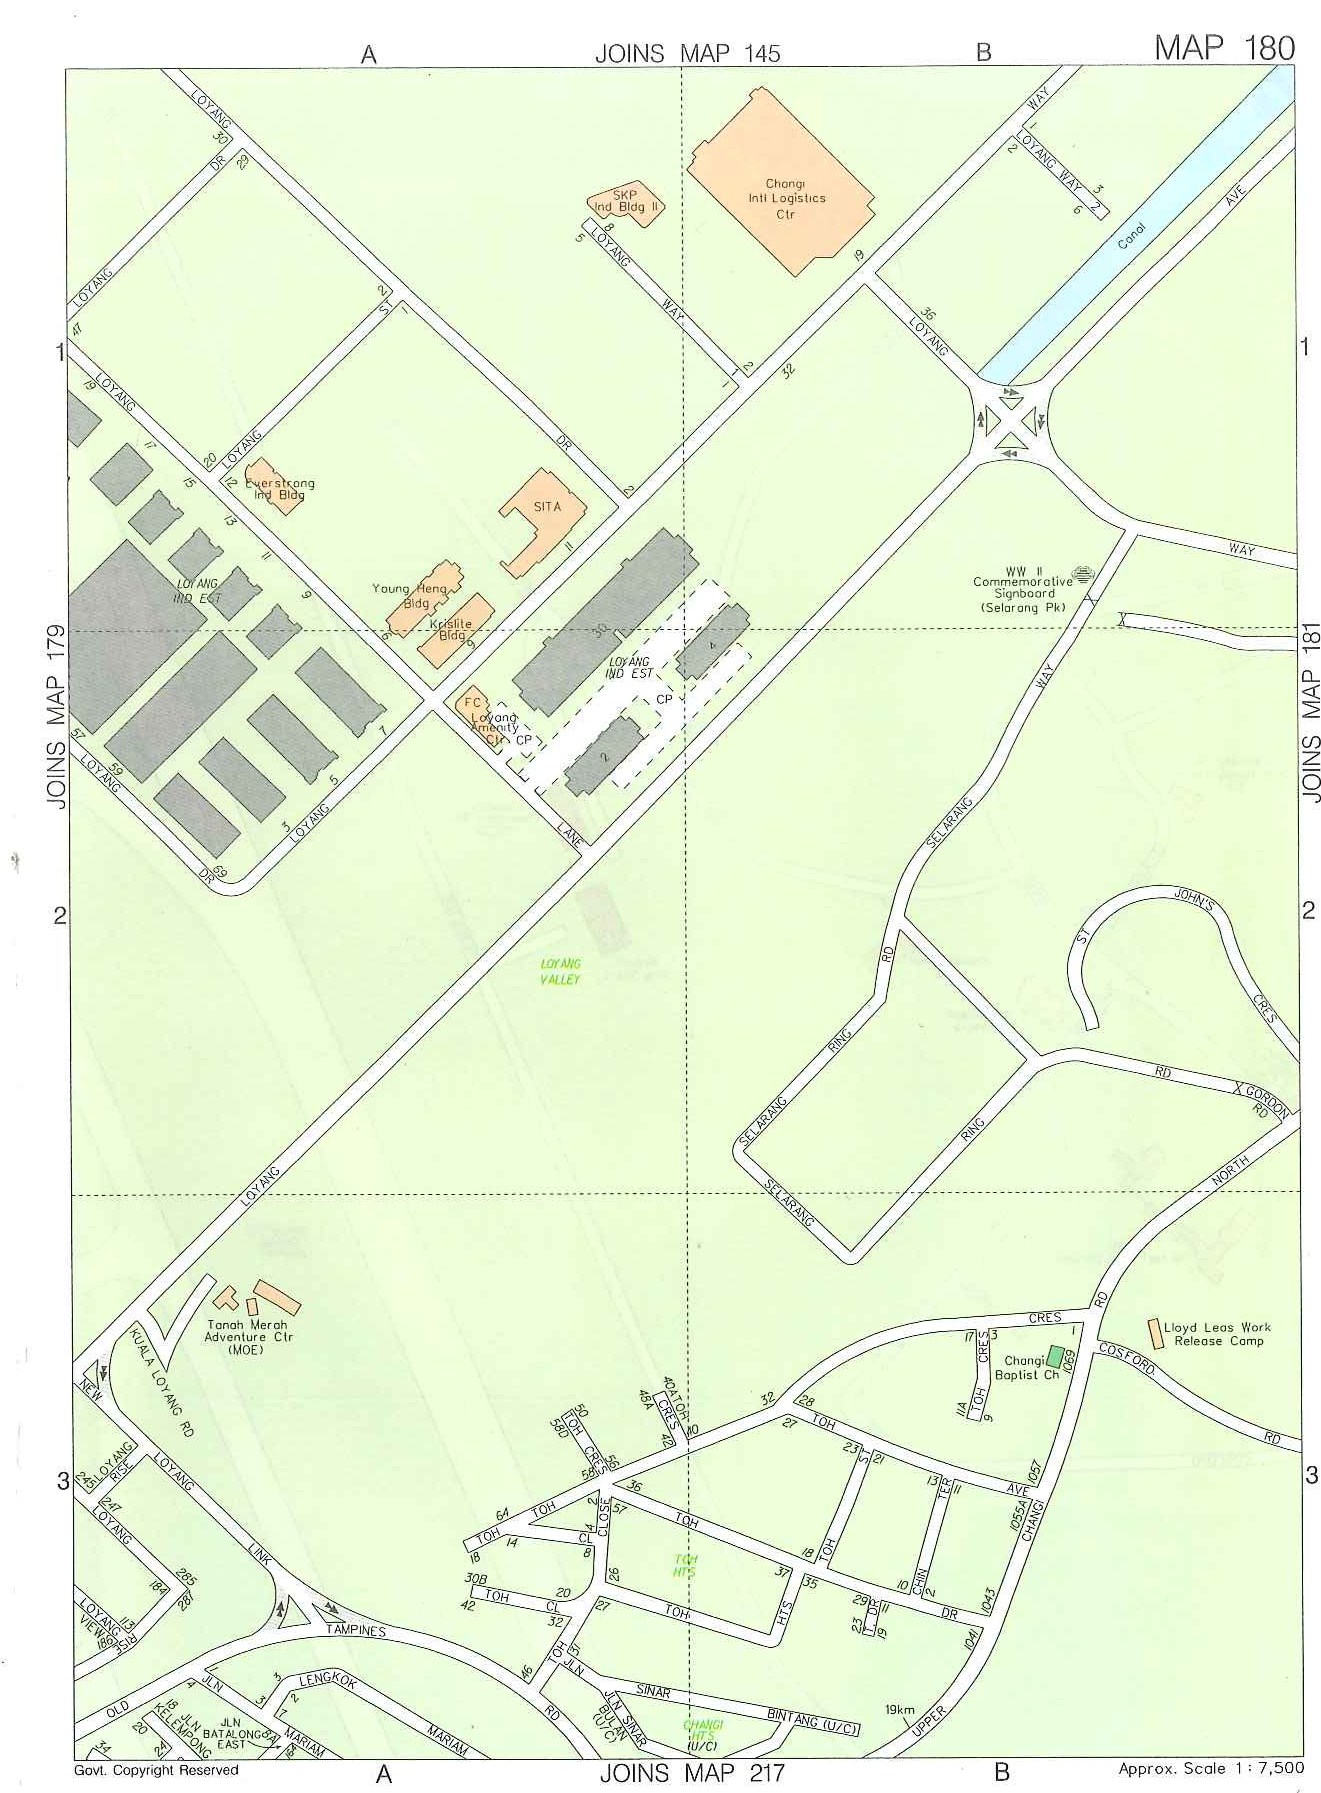 A
JOINS MAP 145
B
MAP 180
LOYANG
30
DR
29
LOYANG
47
SKP
Ind Bldg II
8
5
LOYANG
WAY
Changi
Intl Logistics
Ctr
WAY
1
2
LOYANG WAY 2
3
6
Canal
AVE
19
36
LOYANG
2
ST
1
1
1
19
LOYANG
17
15
20
LOYANG
12
DR
2
1
1
2
32
Everstrong
Ind Bldg
13
11
9
SITA
11
2
LOYANG
IND EST
Young Heng
Bldg
Krislite
Bldg
6
9
30
LOYANG
IND EST
4
CP
2
FC
Loyang
Amenity
Ctr
CP
WAY
WW II
Commemorative
Signboard
(Selarang Pk)
X
X
JOINS MAP 179
JOINS MAP 181
57
59
LOYANG
DR
69
3
LOYANG
5
7
LANE
WAY
SELARANG
2
2
LOYANG
VALLEY
RD
RING
SELARANG
SELARANG
RING
RD
X
GORDON
RD
ST
JOHN'S
CRES
NORTH
RD
LOYANG
Tanah Merah
Adventure Ctr
(MOE)
KUALA LOYANG RD
NEW
LOYANG
LINK
LOYANG
RISE
245
247
LOYANG
285
287
184
LOYANG
VIEW
113
186
TAMPINES
RD
OLD
3
3
CRES
1
17
3
CRES
TOH
11A
9
Changi
Baptist Ch
1069
COSFORD
RD
Lloyd Leas Work
Release Camp
32
28
27
TOH
AVE
40A
TOH
CRES
48A
42
40
50
TOH
CRES
58D
56
58
36
64
TOH
TOH
18
14
CL
2
4
8
CLOSE
57
TOH
23
ST
21
TOH
18
13
TER
11
CHIN
10
2
1057
1055A
CHANGI
1043
1041
30B
42
TOH
CL
20
32
26
27
TOH
HTS
37
35
TOH
HTS
29
11
T. DR
23
19
DR
31
TOH
46
JLN
SINAR
BINTANG (U/C)
JLN SINAR
BULAN
(U/C)
CHANGI
HTS
(U/C)
19km
UPPER
1
4
JLN
3
2
LENGKOK
MARIAM
31
17
MARIAM
8A
64
18
JLN
KELEMPONG
20
24
34
JLN
BATALONG
EAST
Govt. Copyright Reserved
A
JOINS MAP 217
B
Approx. Scale 1 : 7,500